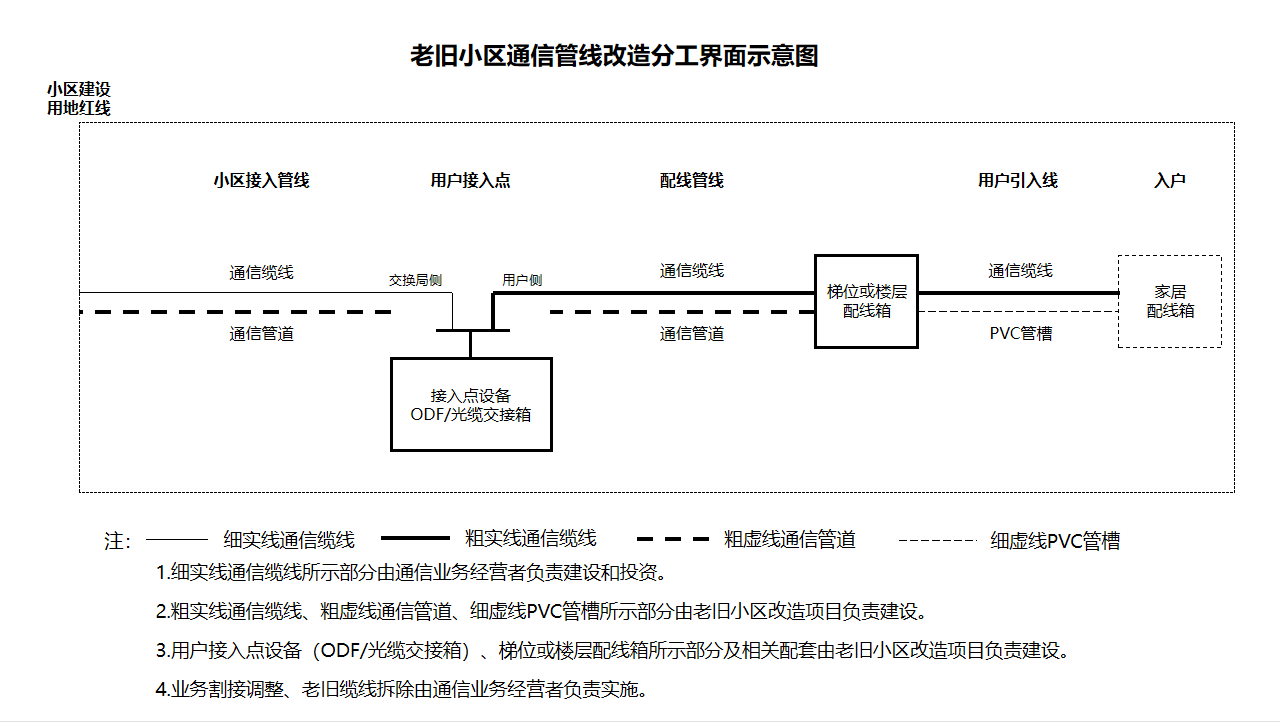 老旧小区通信管线改造分工界面示意图
小区建设
用地红线
小区接入管线
用户接入点
配线管线
用户引入线
入户
通信缆线
交换局侧
用户侧
通信缆线
通信缆线
梯位或楼层
配线箱
家居
配线箱
通信管道
通信管道
PVC管槽
接入点设备
ODF/光缆交接箱
注： 细实线通信缆线 粗实线通信缆线 粗虚线通信管道 细虚线PVC管槽
1.细实线通信缆线所示部分由通信业务经营者负责建设和投资。
2.粗实线通信缆线、粗虚线通信管道、细虚线PVC管槽所示部分由老旧小区改造项目负责建设。
3.用户接入点设备（ODF/光缆交接箱）、梯位或楼层配线箱所示部分及相关配套由老旧小区改造项目负责建设。
4.业务割接调整、老旧缆线拆除由通信业务经营者负责实施。